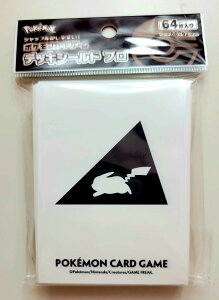 Pokémon
シャッフルがしやすい!
ポケモンカードゲーム
デッキシールド プロ
64枚入り
POKÉMON CARD GAME
©Pokémon/Nintendo/Creatures/GAME FREAK.